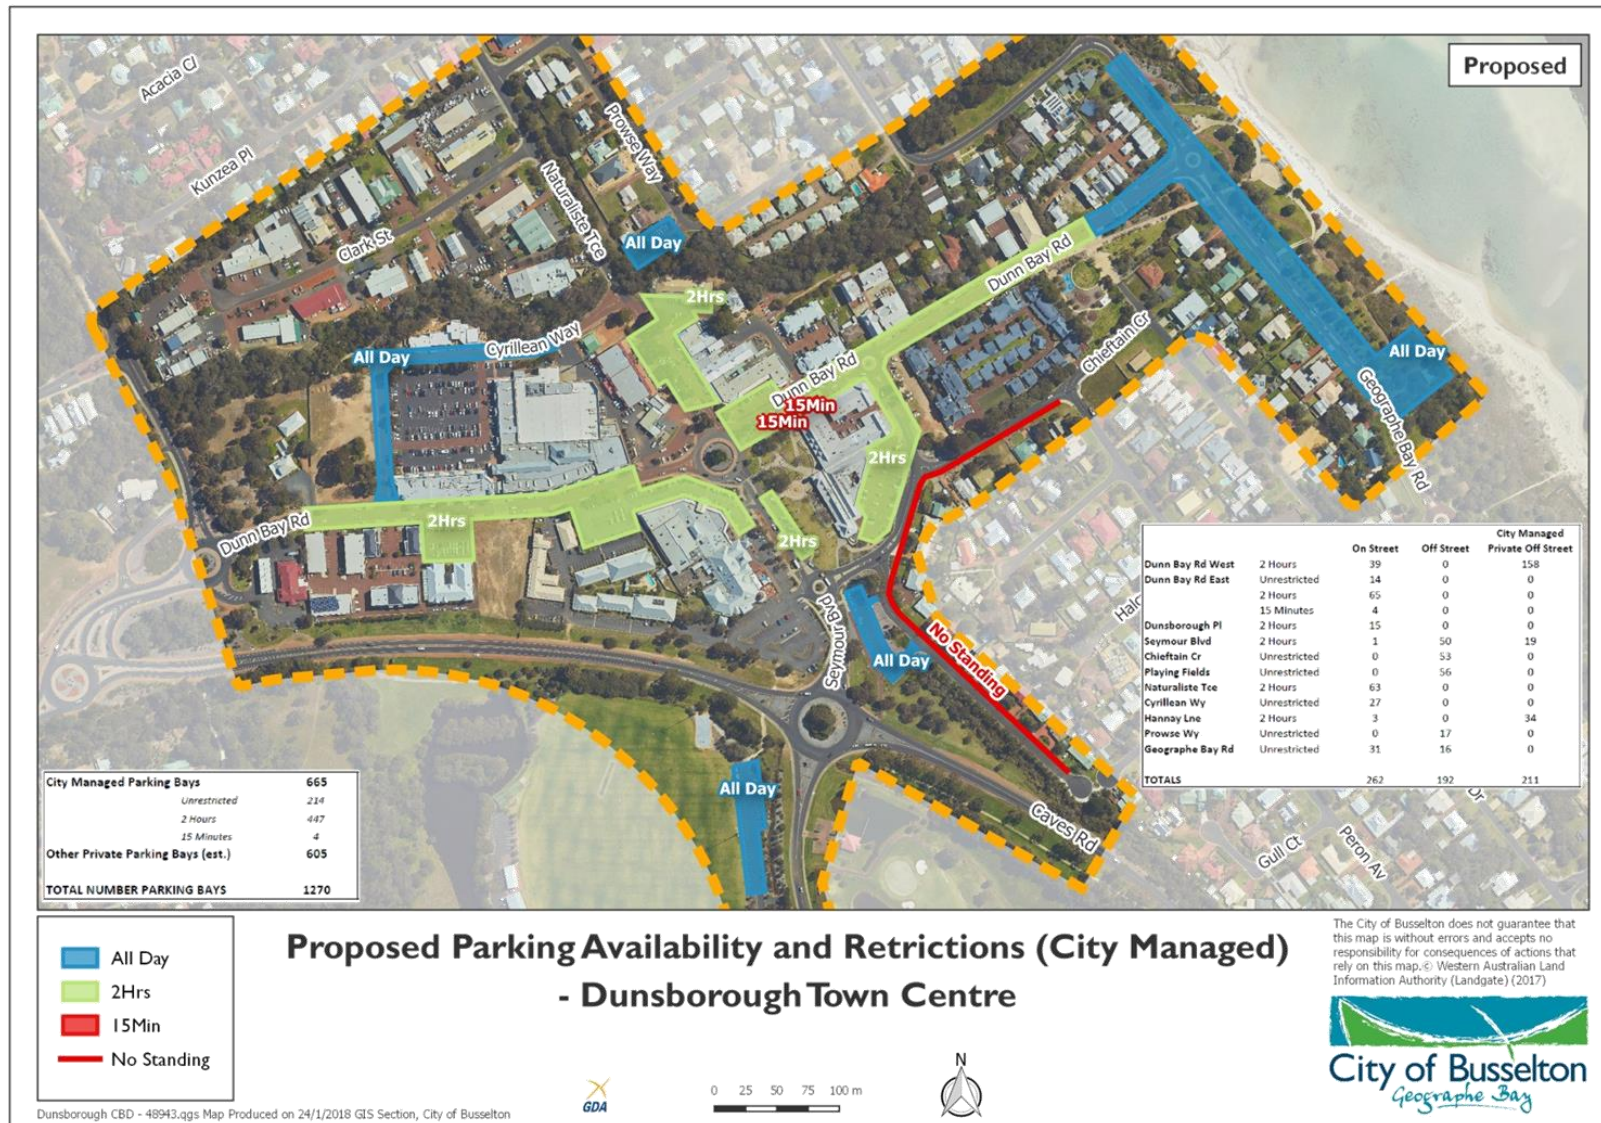 Proposed
Acacia Cl
Kunzea Pl
Clark St
Prowse Way
Naturaliste Tce
All Day
2Hrs
Dunn Bay Rd
Chieftain Cr
All Day
Geographe Bay Rd
All Day
Cyrillean Way
Dunn Bay Rd
15Min
15Min
2Hrs
Dunn Bay Rd
2Hrs
2Hrs
Seymour Blvd
All Day
No Standing
All Day
Caves Rd
Gull Ct
Peron Av
Dr
City Managed
On Street Off Street Private Off Street
Dunn Bay Rd West 2 Hours 39 0 158
Dunn Bay Rd East Unrestricted 14 0 0
2 Hours 65 0 0
15 Minutes 4 0 0
Dunsborough Pl 2 Hours 15 0 0
Seymour Blvd 2 Hours 1 50 19
Chieftain Cr Unrestricted 0 53 0
Playing Fields Unrestricted 0 56 0
Naturaliste Tce 2 Hours 63 0 0
Cyrillean Wy Unrestricted 27 0 0
Hannay Lne 2 Hours 3 0 34
Prowse Wy Unrestricted 0 17 0
Geographe Bay Rd Unrestricted 31 16 0
TOTALS 262 192 211
City Managed Parking Bays 665
Unrestricted 214
2 Hours 447
15 Minutes 4
Other Private Parking Bays (est.) 605
TOTAL NUMBER PARKING BAYS 1270
All Day
2Hrs
15Min
No Standing
Proposed Parking Availability and Retrictions (City Managed)
- Dunsborough Town Centre
The City of Busselton does not guarantee that
this map is without errors and accepts no
responsibility for consequences of actions that
rely on this map.© Western Australian Land
Information Authority (Landgate) (2017)
City of Busselton
Geographe Bay
GDA
0 25 50 75 100 m
N
Dunsborough CBD - 48943.qgs Map Produced on 24/1/2018 GIS Section, City of Busselton